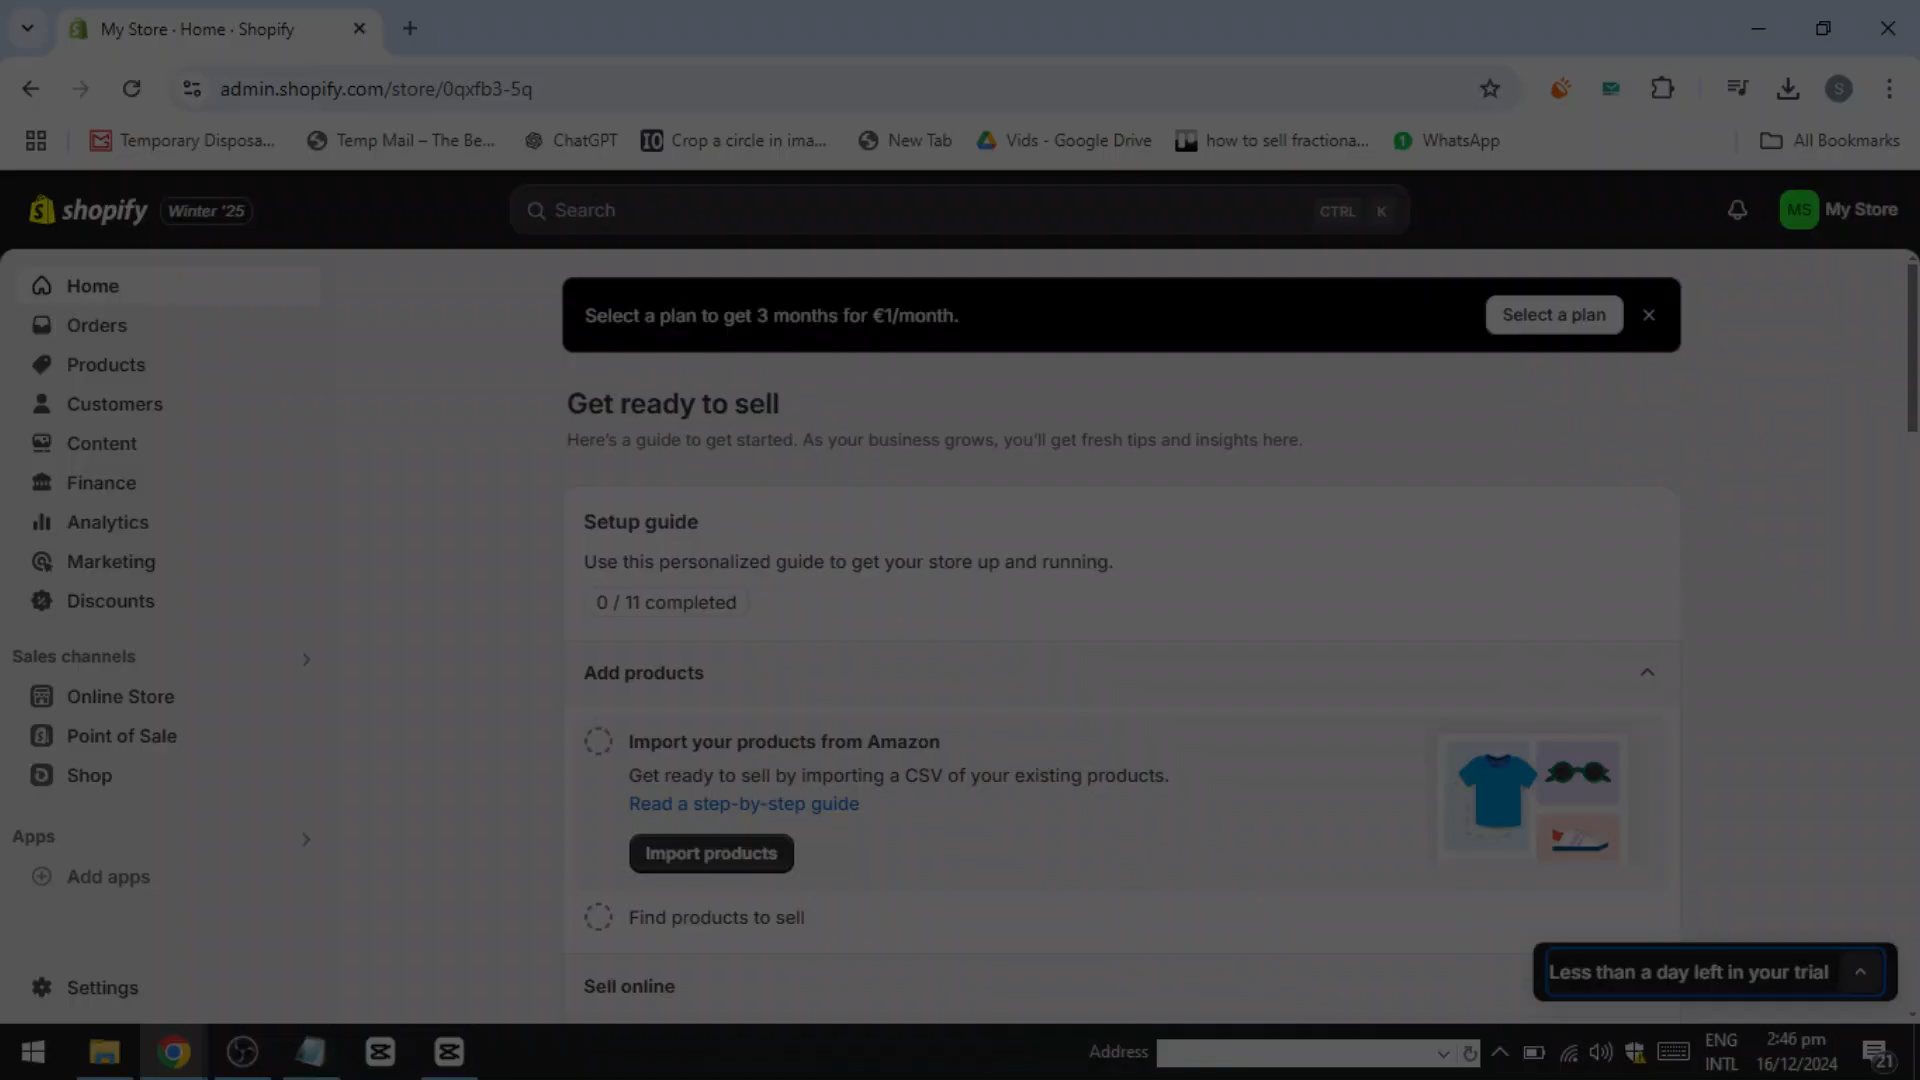 My Store · Home · Shopify
admin.shopify.com/store/0qxfb3-5q
S
Temporary Disposa...
Temp Mail – The Be...
ChatGPT
Crop a circle in ima...
New Tab
Vids - Google Drive
how to sell fractiona...
1
WhatsApp
All Bookmarks
shopify
Winter '25
Search
CTRL K
MS
My Store
Home
Orders
Products
Customers
Content
Finance
Analytics
Marketing
Discounts
Sales channels
Online Store
Point of Sale
Shop
Apps
Add apps
Settings
Select a plan to get 3 months for €1/month.
Select a plan
Get ready to sell
Here's a guide to get started. As your business grows, you'll get fresh tips and insights here.
Setup guide
Use this personalized guide to get your store up and running.
0 / 11 completed
Add products
Import your products from Amazon
Get ready to sell by importing a CSV of your existing products.
Read a step-by-step guide
Import products
Find products to sell
Sell online
Less than a day left in your trial
Address
ENG
INTL
2:46 pm
16/12/2024
21